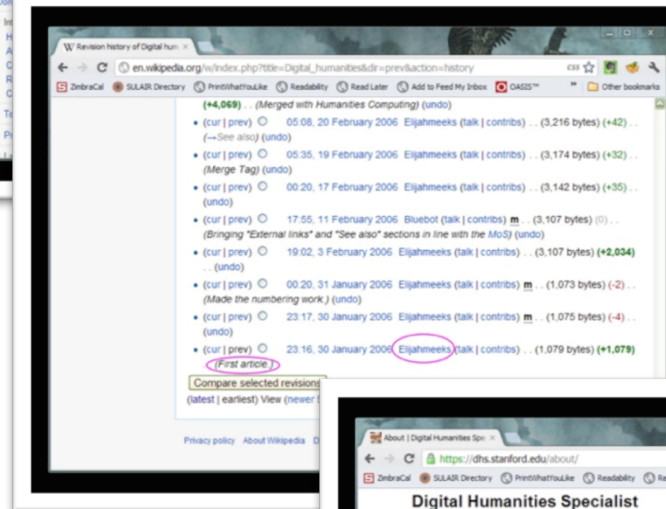 Revision history of Digital hum
en.wikipedia.org/w/index.php?title=Digital_humanities&dir=prev&action=history
ZimbraCal SULAIR Directory PrintWhatYouLike Readability Read Later Add to Feed My Inbox OASIS™ » Other bookmarks
(+4,069) . . (Merged with Humanities Computing) (undo)
• (cur | prev) 05:08, 20 February 2006 Elijahmeeks (talk | contribs) . . (3,216 bytes) (+42) . .
(→See also) (undo)
• (cur | prev) 05:35, 19 February 2006 Elijahmeeks (talk | contribs) . . (3,174 bytes) (+32) . .
(Merge Tag) (undo)
• (cur | prev) 00:20, 17 February 2006 Elijahmeeks (talk | contribs) . . (3,142 bytes) (+35) . .
(undo)
• (cur | prev) 17:55, 11 February 2006 Bluebot (talk | contribs) m . . (3,107 bytes) (0) . .
(Bringing "External links" and "See also" sections in line with the MoS) (undo)
• (cur | prev) 19:02, 3 February 2006 Elijahmeeks (talk | contribs) . . (3,107 bytes) (+2,034)
. . (undo)
• (cur | prev) 00:20, 31 January 2006 Elijahmeeks (talk | contribs) m . . (1,073 bytes) (-2) . .
(Made the numbering work.) (undo)
• (cur | prev) 23:17, 30 January 2006 Elijahmeeks (talk | contribs) m . . (1,075 bytes) (-4) . .
(undo)
• (cur | prev) 23:16, 30 January 2006 Elijahmeeks (talk | contribs) . . (1,079 bytes) (+1,079)
. . (First article.)
Compare selected revisions
(latest | earliest) View (newer
Privacy policy About Wikipedia D
About | Digital Humanities Spe
https://dhs.stanford.edu/about/
ZimbraCal SULAIR Directory PrintWhatYouLike Readability
Digital Humanities Specialist